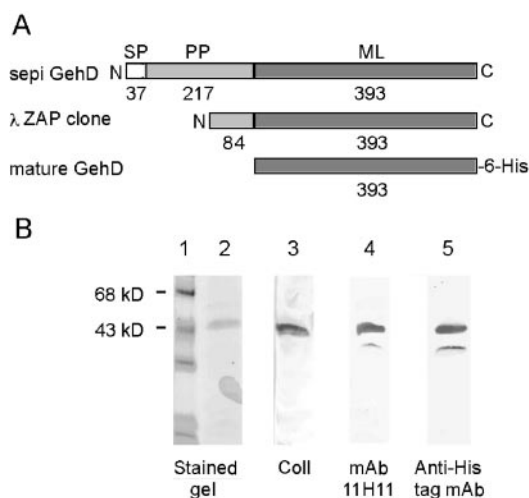 A
SP PP ML
sepi GehD N C
37 217 393
λ ZAP clone N C
84 393
mature GehD -6-His
393
B
1 2 3 4 5
68 kD
43 kD
Stained gel
Coll
mAb 11H11
Anti-His tag mAb